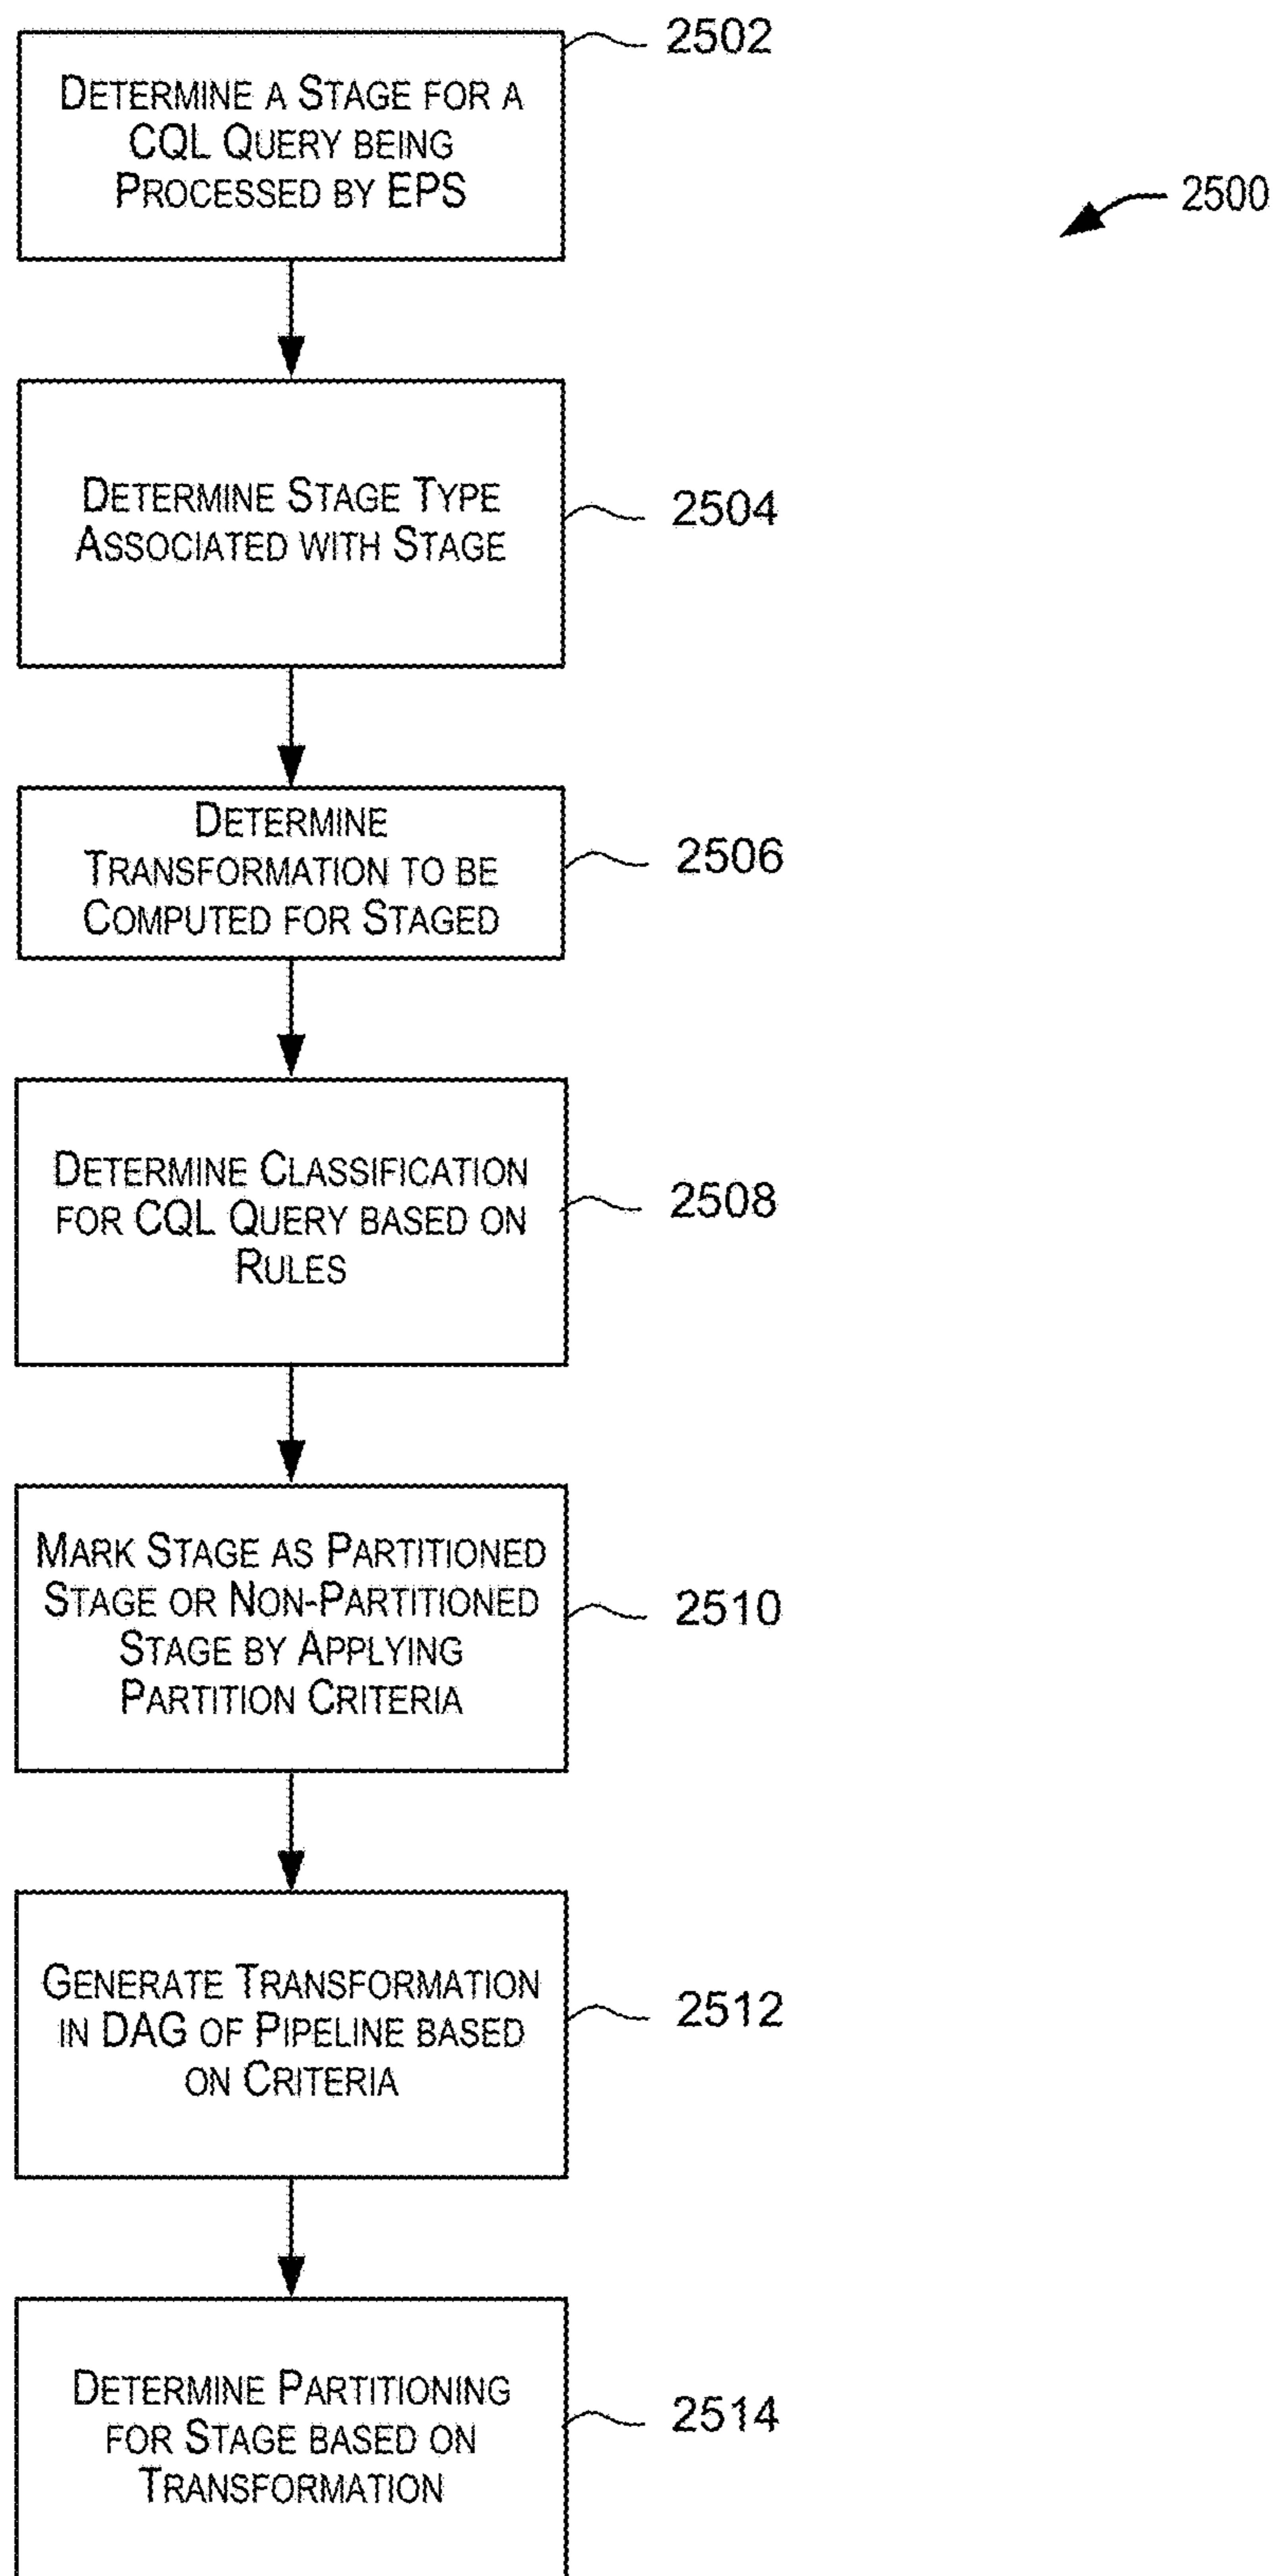 DETERMINE A STAGE FOR A
CQL QUERY BEING
PROCESSED BY EPS
2502
2500
DETERMINE STAGE TYPE
ASSOCIATED WITH STAGE
2504
DETERMINE
TRANSFORMATION TO BE
COMPUTED FOR STAGED
2506
DETERMINE CLASSIFICATION
FOR CQL QUERY BASED ON
RULES
2508
MARK STAGE AS PARTITIONED
STAGE OR NON-PARTITIONED
STAGE BY APPLYING
PARTITION CRITERIA
2510
GENERATE TRANSFORMATION
IN DAG OF PIPELINE BASED
ON CRITERIA
2512
DETERMINE PARTITIONING
FOR STAGE BASED ON
TRANSFORMATION
2514